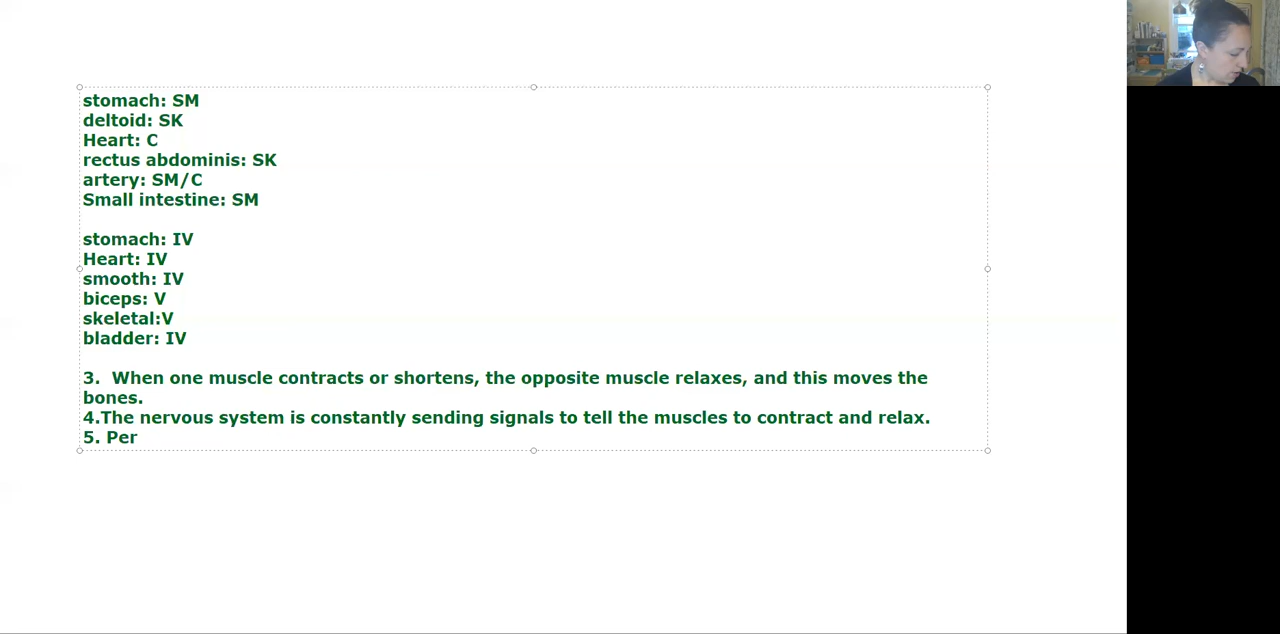 stomach: SM
deltoid: SK
Heart: C
rectus abdominis: SK
artery: SM/C
Small intestine: SM
stomach: IV
Heart: IV
smooth: IV
biceps: V
skeletal:V
bladder: IV
3.  When one muscle contracts or shortens, the opposite muscle relaxes, and this moves the
bones.
4.The nervous system is constantly sending signals to tell the muscles to contract and relax.
5. Per